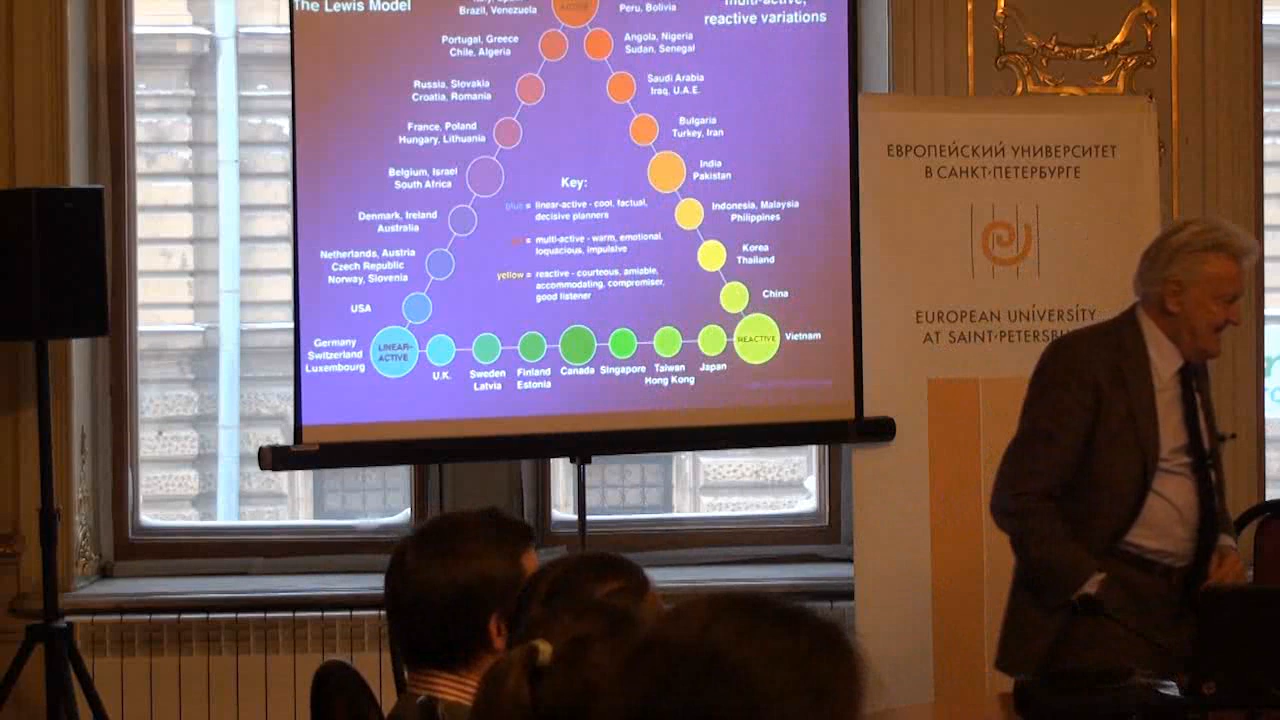 The Lewis Model
Brazil, Venezuela
ACTIVE
Peru, Bolivia
multi-active,
reactive variations
Portugal, Greece
Chile, Algeria
Angola, Nigeria
Sudan, Senegal
Russia, Slovakia
Croatia, Romania
Saudi Arabia
Iraq, U.A.E.
France, Poland
Hungary, Lithuania
Bulgaria
Turkey, Iran
Belgium, Israel
South Africa
India
Pakistan
Denmark, Ireland
Australia
Indonesia, Malaysia
Philippines
Netherlands, Austria
Czech Republic
Norway, Slovenia
Korea
Thailand
USA
China
Key:
blue = linear-active - cool, factual,
decisive planners
red = multi-active - warm, emotional,
loquacious, impulsive
yellow = reactive - courteous, amiable,
accommodating, compromiser,
good listener
Germany
Switzerland
Luxembourg
LINEAR-
ACTIVE
U.K.
Sweden
Latvia
Finland
Estonia
Canada
Singapore
Taiwan
Hong Kong
Japan
REACTIVE
Vietnam
ЕВРОПЕЙСКИЙ УНИВЕРСИТЕТ
В САНКТ-ПЕТЕРБУРГЕ
EUROPEAN UNIVERSITY
AT SAINT-PETERSBU